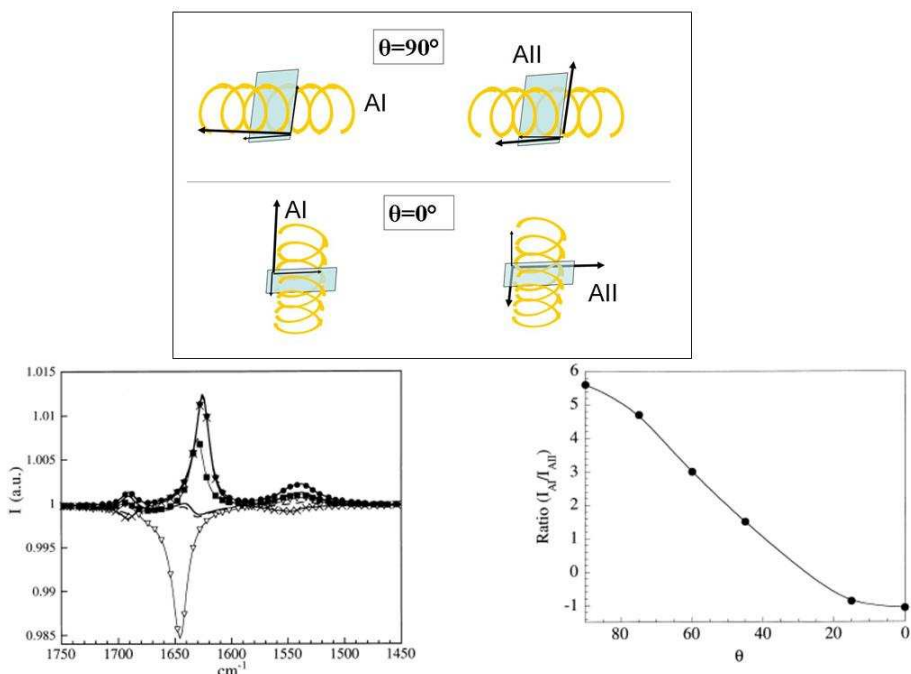 θ=90°
AI
AII
θ=0°
AI
AII
1.015
1.01
1.005
1
0.995
0.99
0.985
I (a.u.)
1750 1700 1650 1600 1550 1500 1450
cm⁻¹
6
5
4
3
2
1
0
-1
Ratio (I_AI/I_AII)
80 60 40 20 0
θ